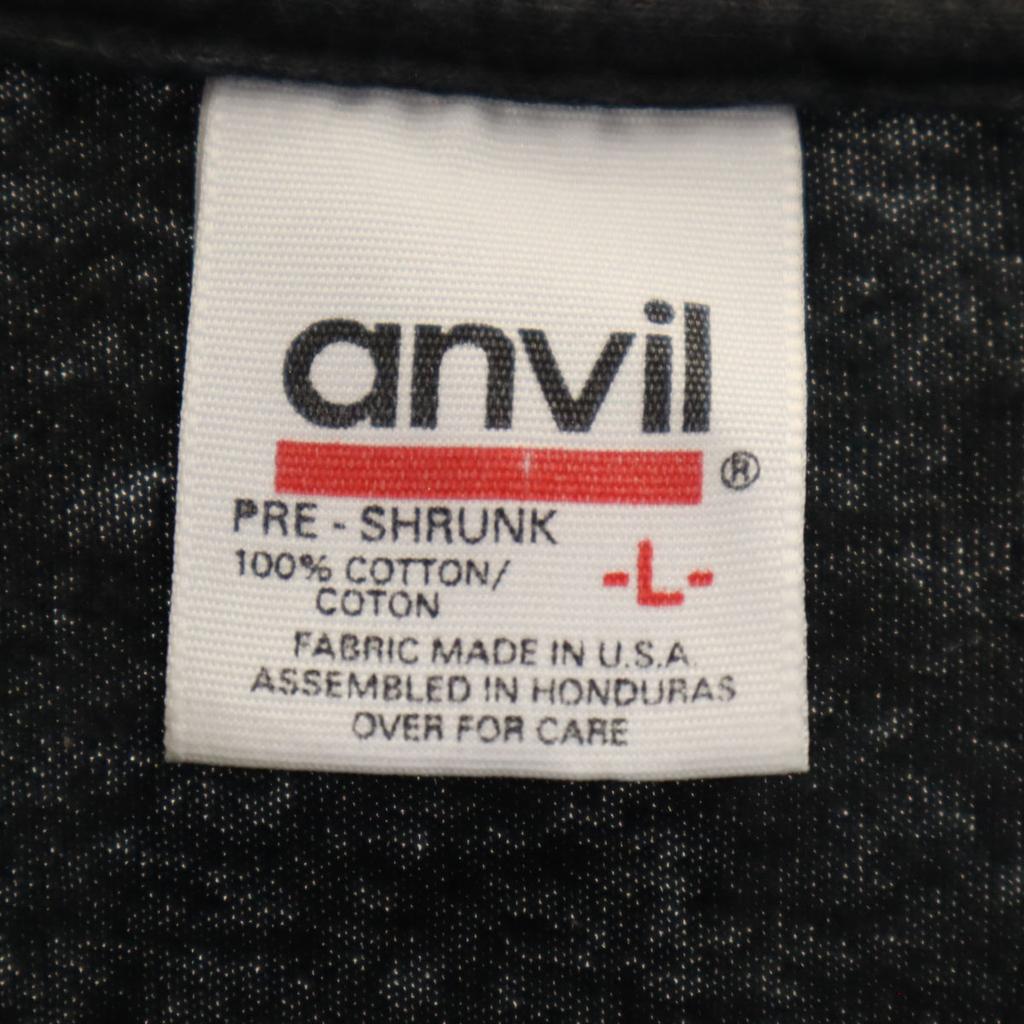 anvil
®
PRE - SHRUNK
100% COTTON/
COTON
-L-
FABRIC MADE IN U.S.A
ASSEMBLED IN HONDURAS
OVER FOR CARE